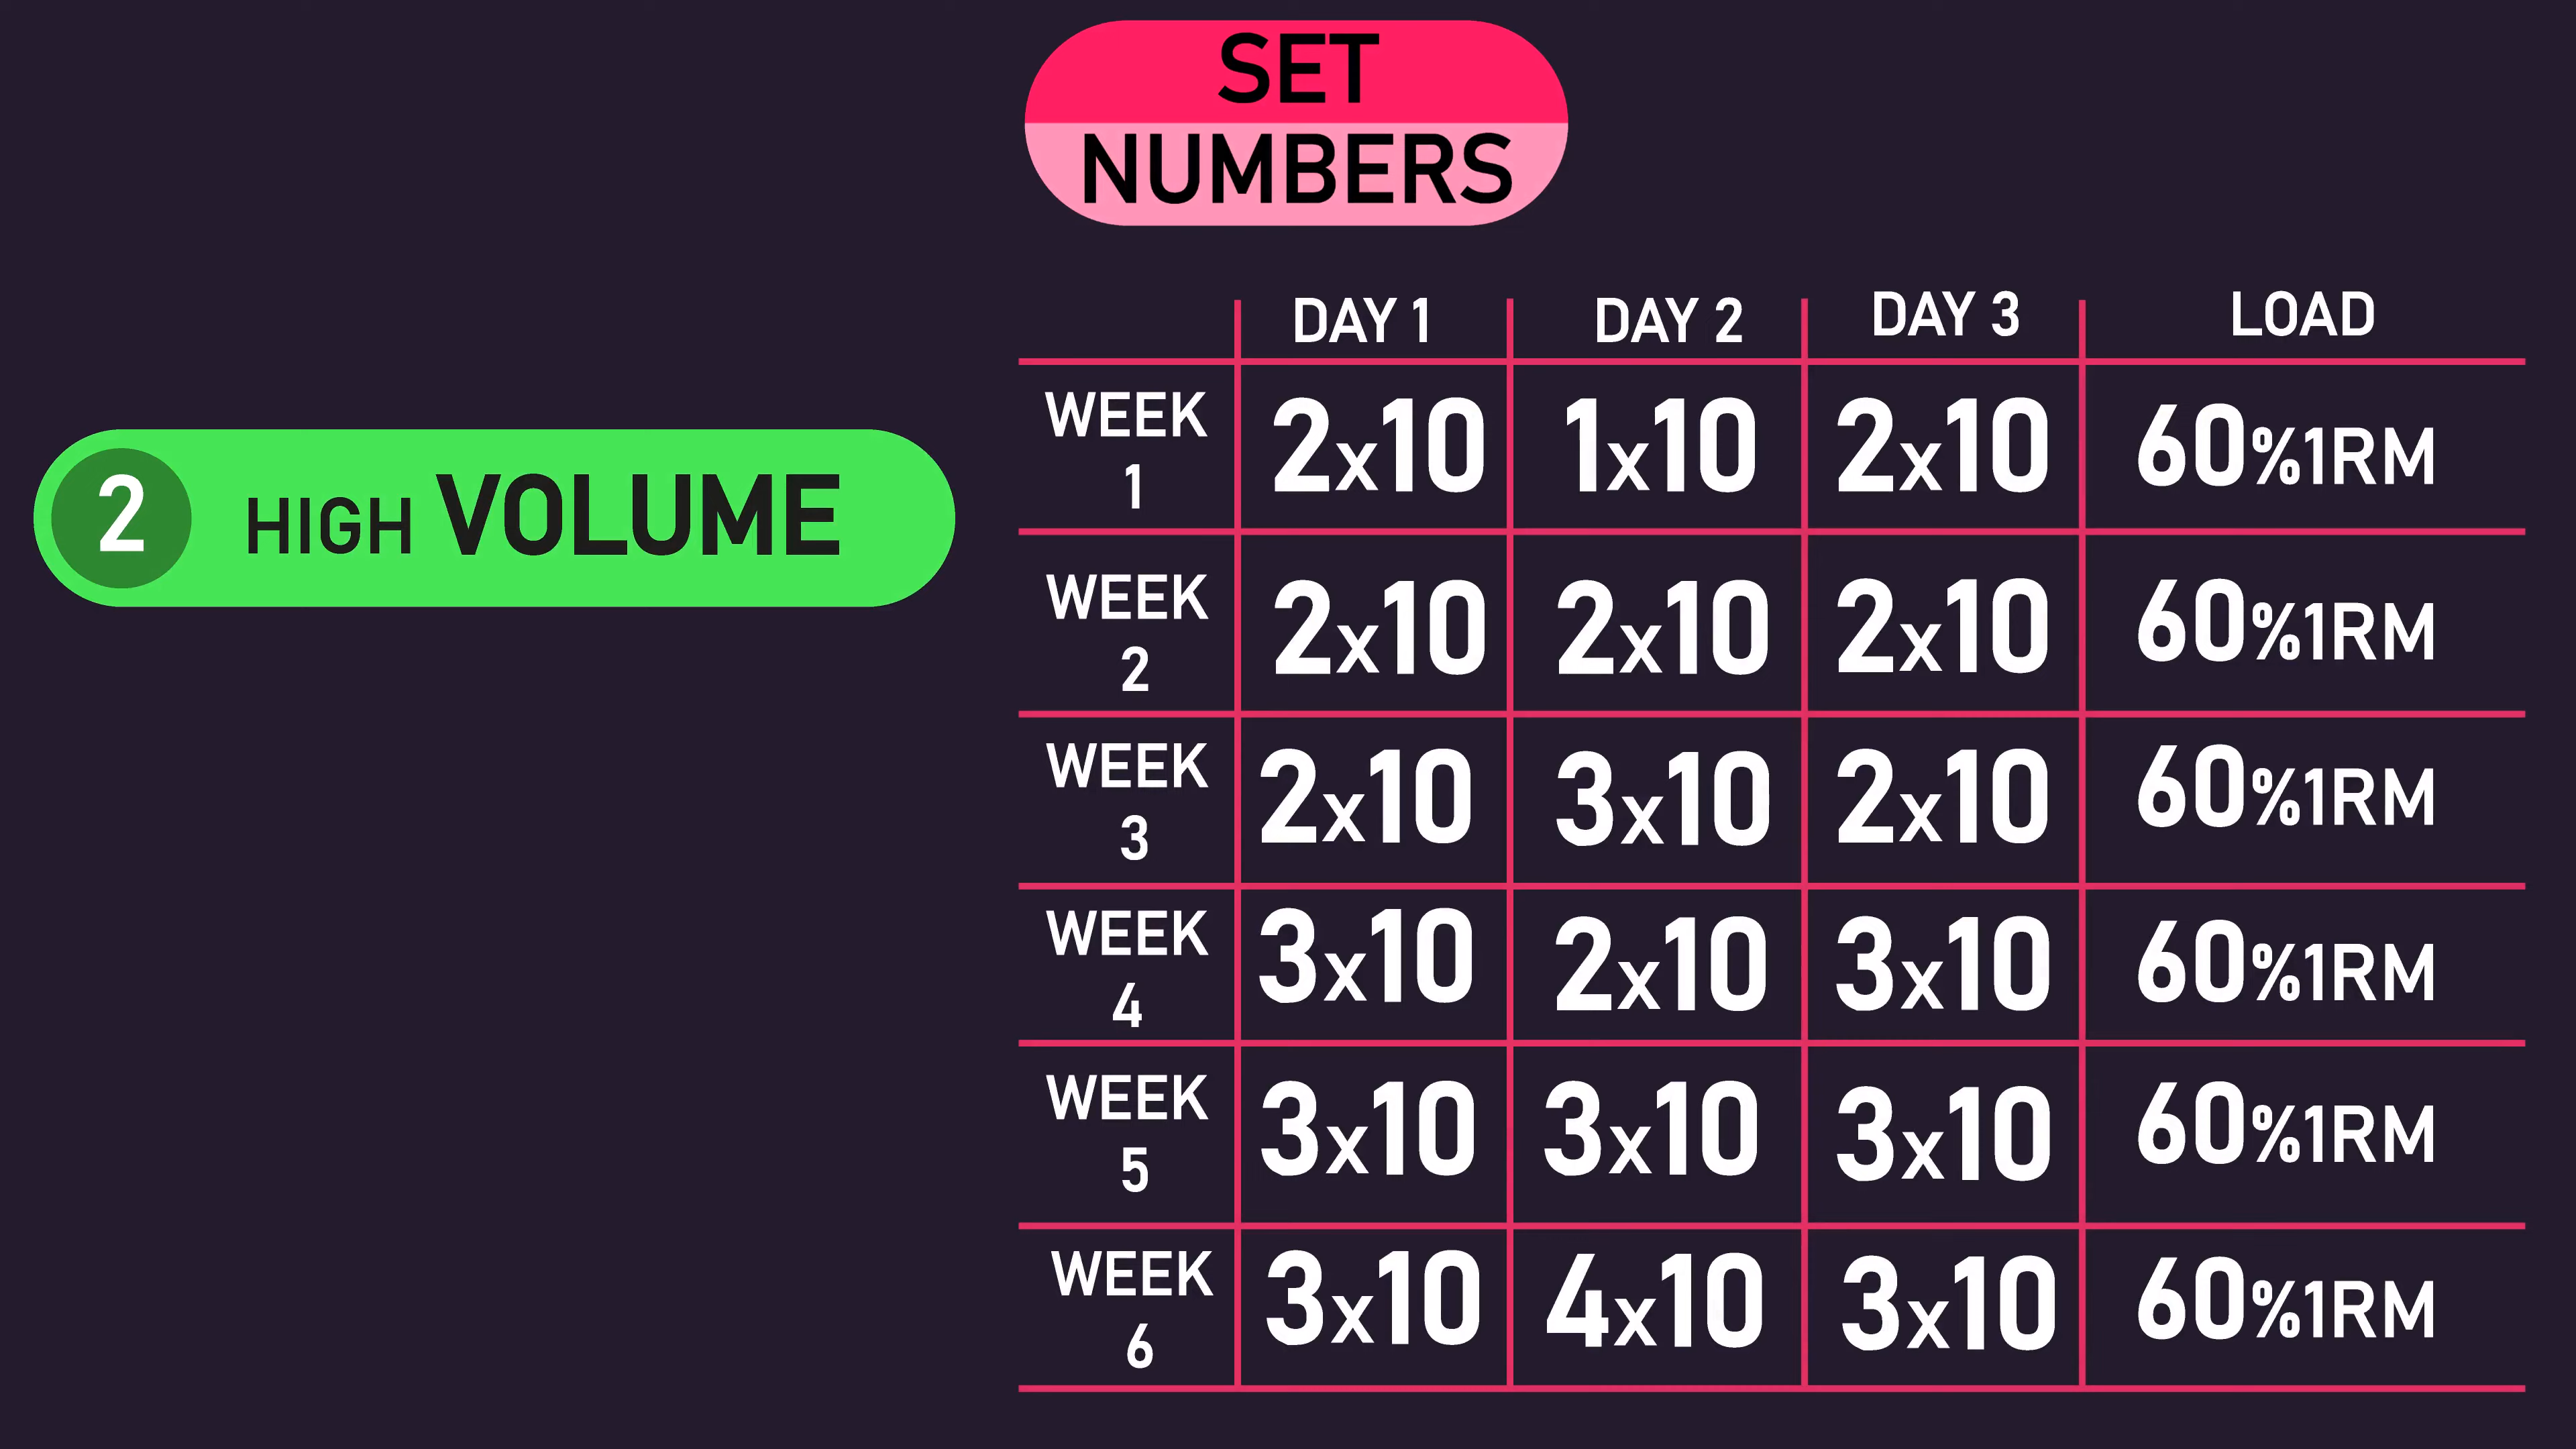 SET
NUMBERS
2 HIGH VOLUME
DAY 1 DAY 2 DAY 3 LOAD
WEEK 1 2x10 1x10 2x10 60%1RM
WEEK 2 2x10 2x10 2x10 60%1RM
WEEK 3 2x10 3x10 2x10 60%1RM
WEEK 4 3x10 2x10 3x10 60%1RM
WEEK 5 3x10 3x10 3x10 60%1RM
WEEK 6 3x10 4x10 3x10 60%1RM